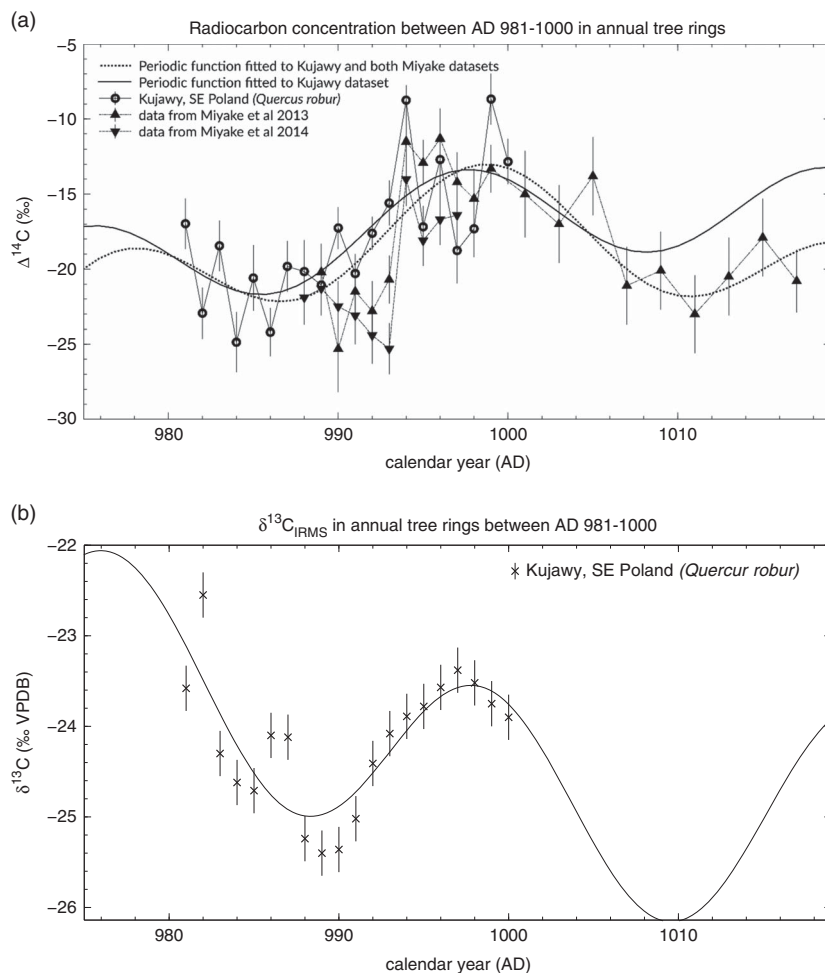 (a)
Radiocarbon concentration between AD 981-1000 in annual tree rings
−5
−10
−15
−20
−25
−30
Δ¹⁴C (‰)
Periodic function fitted to Kujawy and both Miyake datasets
Periodic function fitted to Kujawy dataset
Kujawy, SE Poland (Quercus robur)
data from Miyake et al 2013
data from Miyake et al 2014
980 990 1000 1010
calendar year (AD)
(b)
δ¹³C_IRMS in annual tree rings between AD 981-1000
−22
−23
−24
−25
−26
δ¹³C (‰ VPDB)
Kujawy, SE Poland (Quercur robur)
980 990 1000 1010
calendar year (AD)